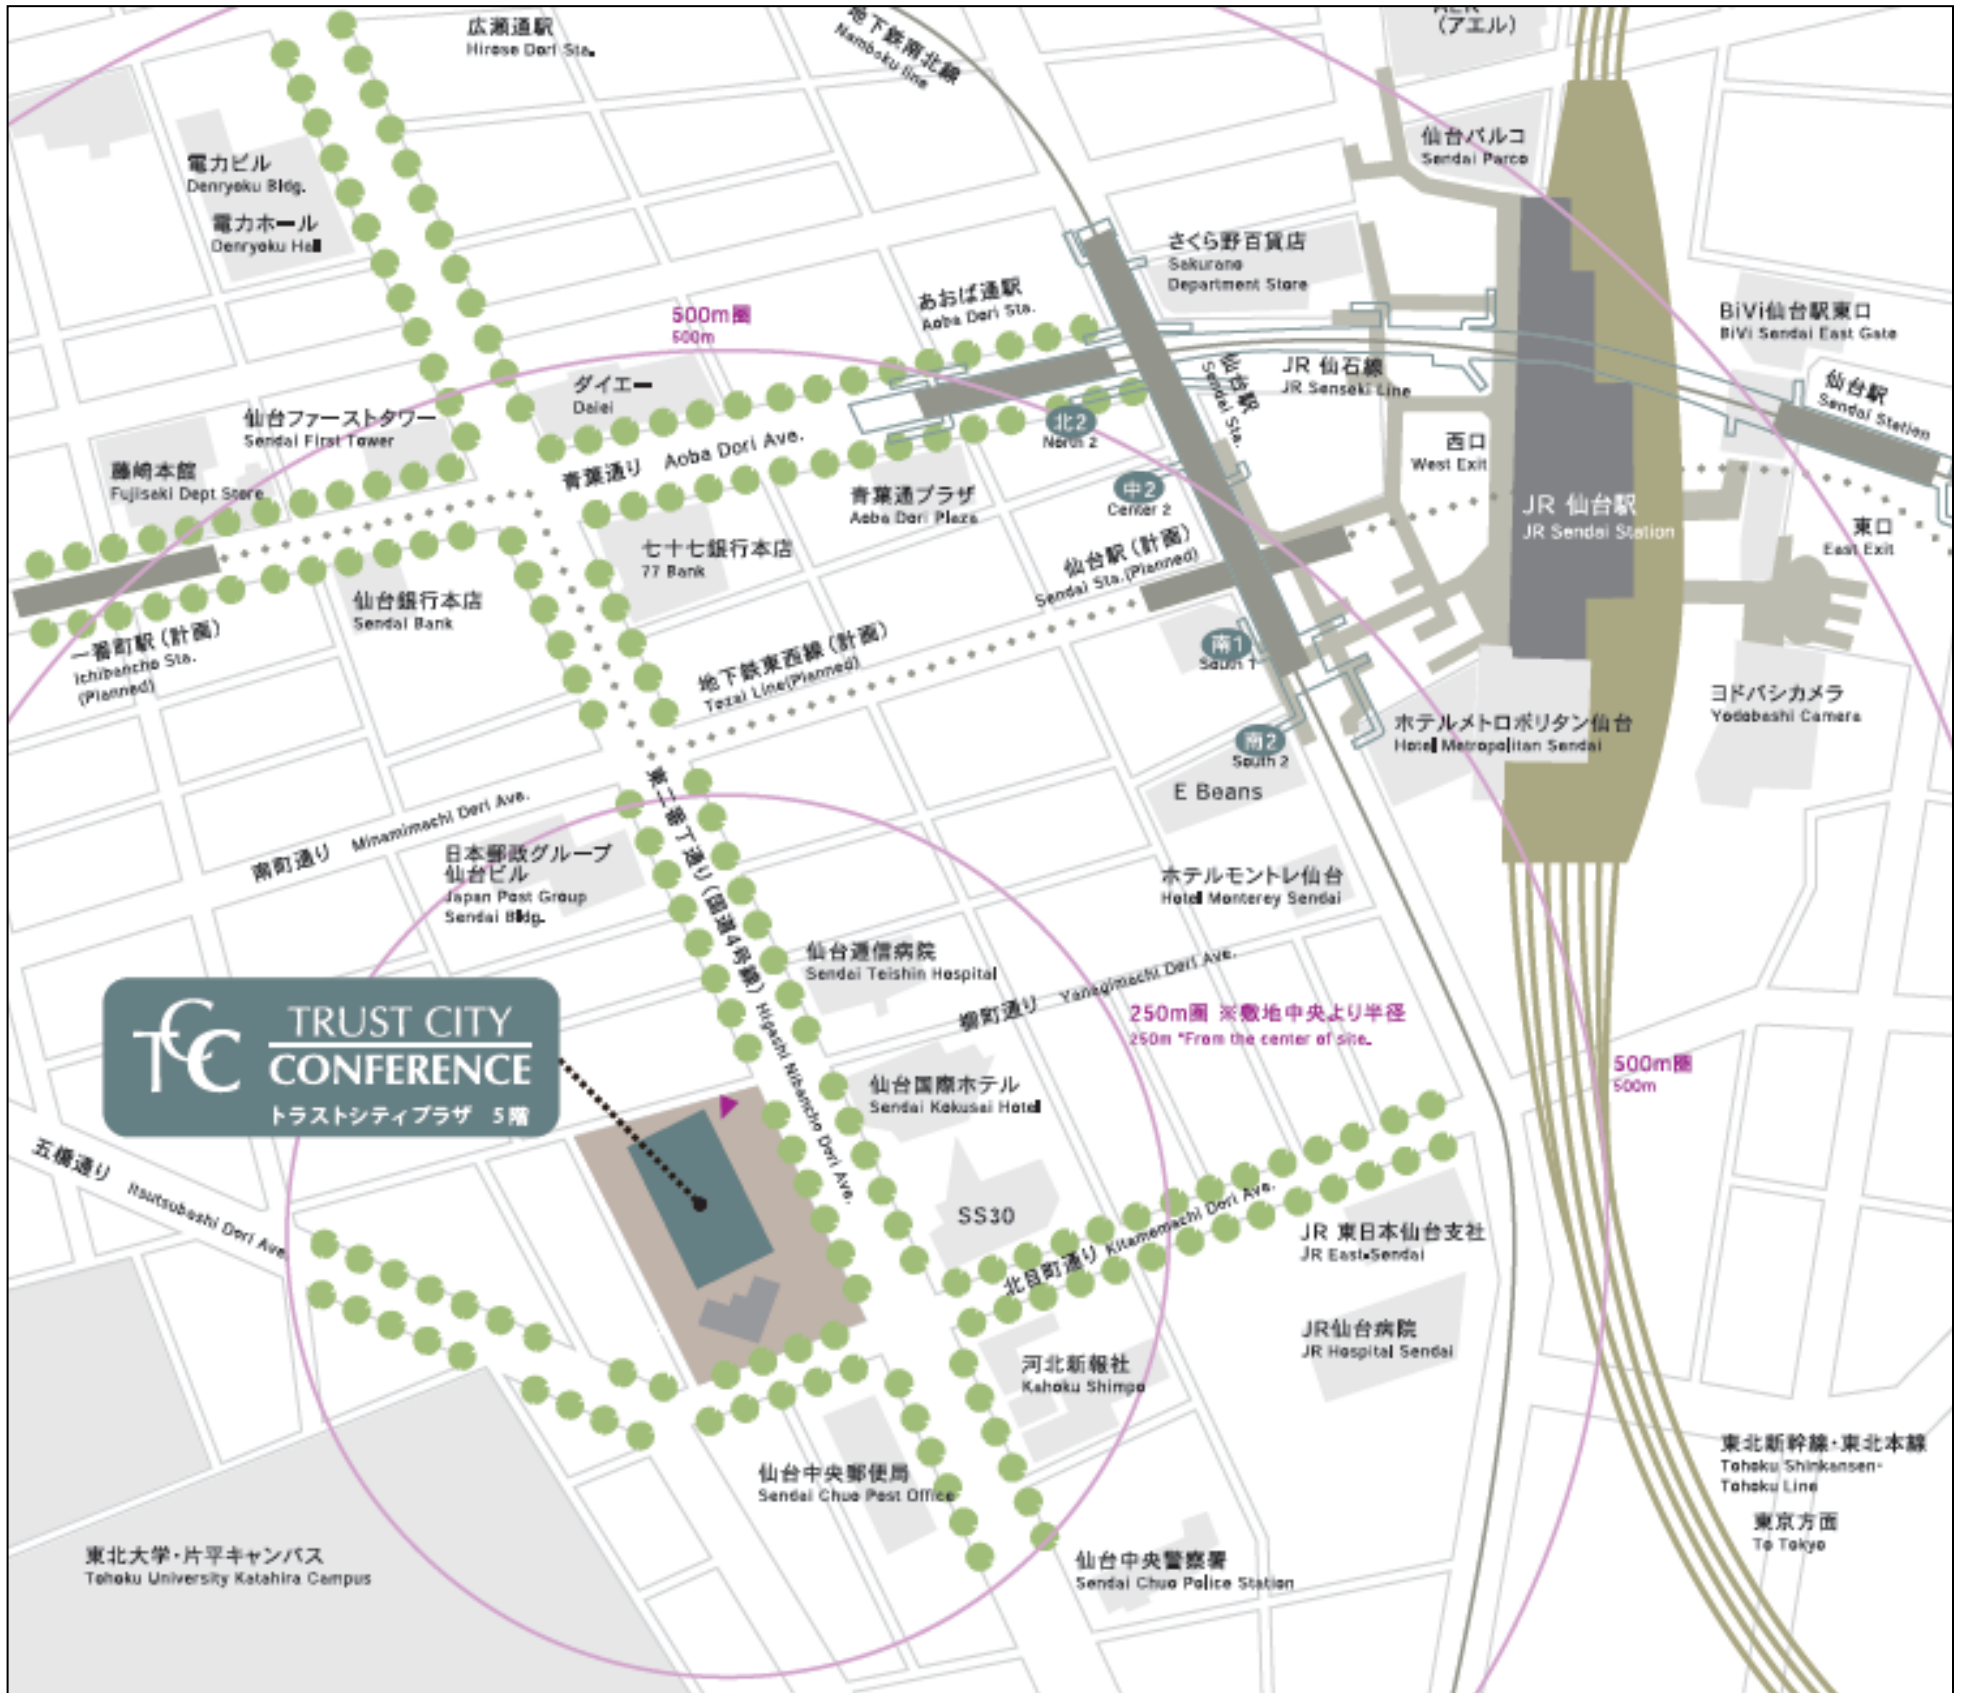 広瀬通駅
Hirose Dori Sta.
地下鉄南北線
Namboku line
(アエル)
仙台パルコ
Sendai Parco
電力ビル
Denryoku Bldg.
電力ホール
Denryoku Hall
さくら野百貨店
Sakurano
Department Store
あおば通駅
Aoba Dori Sta.
500m圏
500m
BiVi仙台駅東口
BiVi Sendai East Gate
ダイエー
Daiei
仙台駅
Sendai Sta.
JR 仙石線
JR Senseki Line
仙台駅
Sendai Station
仙台ファーストタワー
Sendai First Tower
藤崎本館
Fujisaki Dept Store
青葉通り Aoba Dori Ave.
北2
North 2
西口
West Exit
中2
Center 2
青葉通プラザ
Aoba Dori Plaza
JR 仙台駅
JR Sendai Station
東口
East Exit
七十七銀行本店
77 Bank
仙台駅(計画)
Sendai Sta.(Planned)
仙台銀行本店
Sendai Bank
一番町駅(計画)
Ichibancho Sta.
(Planned)
地下鉄東西線(計画)
Tozai Line(Planned)
南1
South 1
南2
South 2
ホテルメトロポリタン仙台
Hotel Metropolitan Sendai
ヨドバシカメラ
Yodobashi Camera
E Beans
南町通り Minamimachi Dori Ave.
東二番丁通り(国道4号線) Higashi Nibancho Dori Ave.
日本郵政グループ
仙台ビル
Japan Post Group
Sendai Bldg.
ホテルモントレ仙台
Hotel Monterey Sendai
仙台逓信病院
Sendai Teishin Hospital
柳町通り Yanagimachi Dori Ave.
250m圏 ※敷地中央より半径
250m *From the center of site.
TCC
TRUST CITY
CONFERENCE
トラストシティプラザ 5階
500m圏
500m
仙台国際ホテル
Sendai Kokusai Hotel
五橋通り Itsutsubashi Dori Ave.
SS30
北目町通り Kitamemachi Dori Ave.
JR 東日本仙台支社
JR East-Sendai
JR仙台病院
JR Hospital Sendai
河北新報社
Kahoku Shimpo
仙台中央郵便局
Sendai Chuo Post Office
東北新幹線・東北本線
Tohoku Shinkansen-
Tohoku Line
東京方面
To Tokyo
東北大学・片平キャンパス
Tohoku University Katahira Campus
仙台中央警察署
Sendai Chuo Police Station